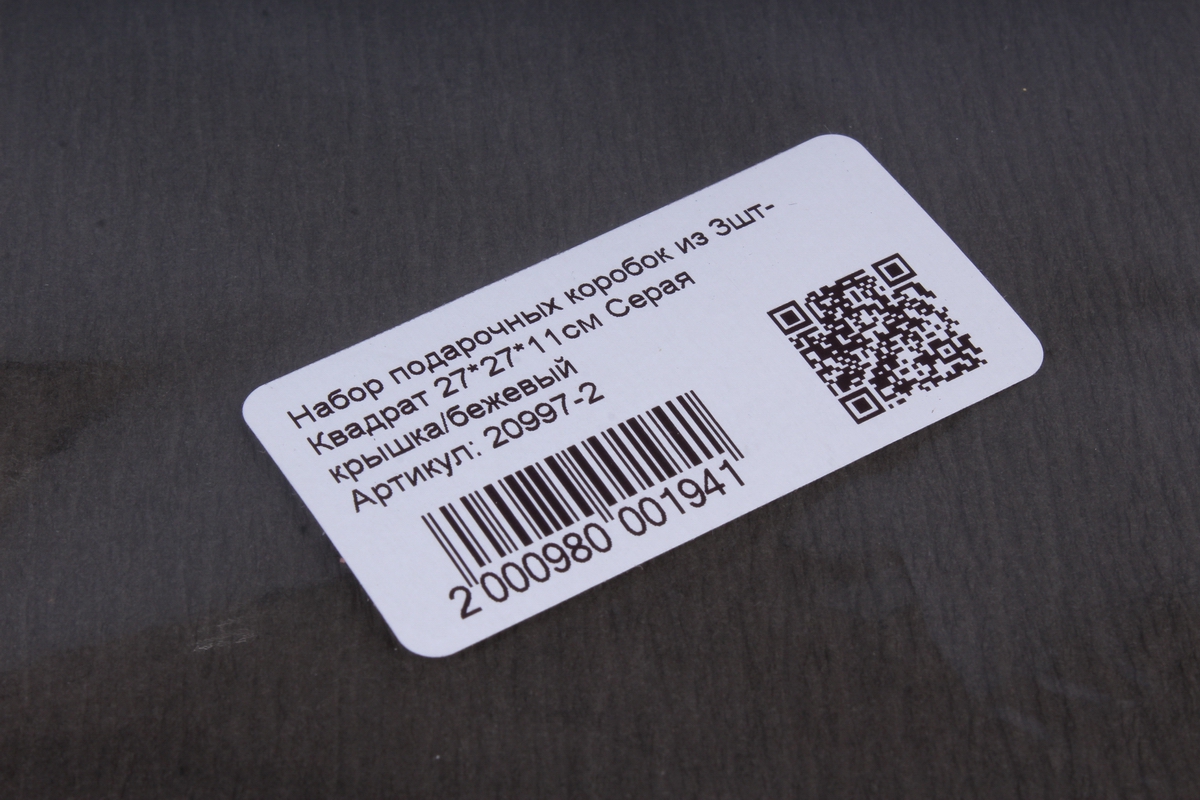 Набор подарочных коробок из 3шт-
Квадрат 27*27*11см Серая
крышка/бежевый
Артикул: 20997-2
2 000980 001941